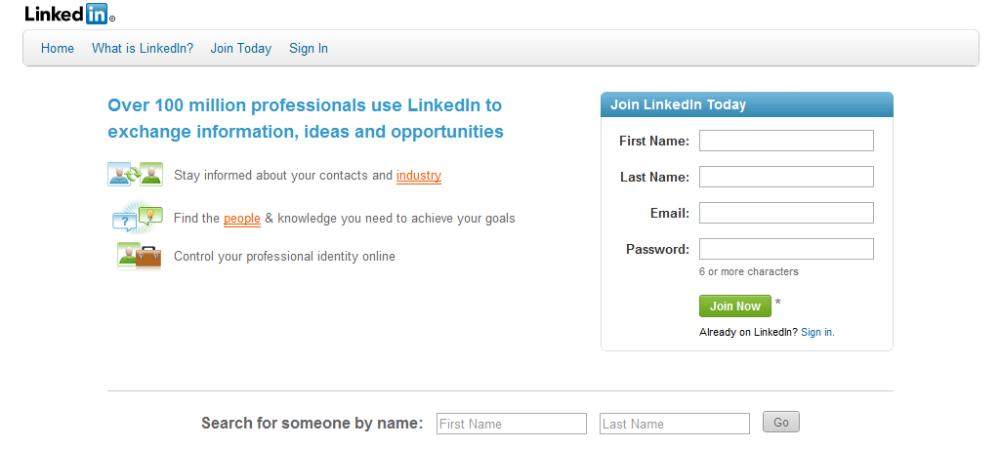 Linked in ®
Home What is LinkedIn? Join Today Sign In
Over 100 million professionals use LinkedIn to
exchange information, ideas and opportunities
Stay informed about your contacts and industry
Find the people & knowledge you need to achieve your goals
Control your professional identity online
Join LinkedIn Today
First Name:
Last Name:
Email:
Password:
6 or more characters
Join Now *
Already on LinkedIn? Sign in.
Search for someone by name: First Name Last Name Go